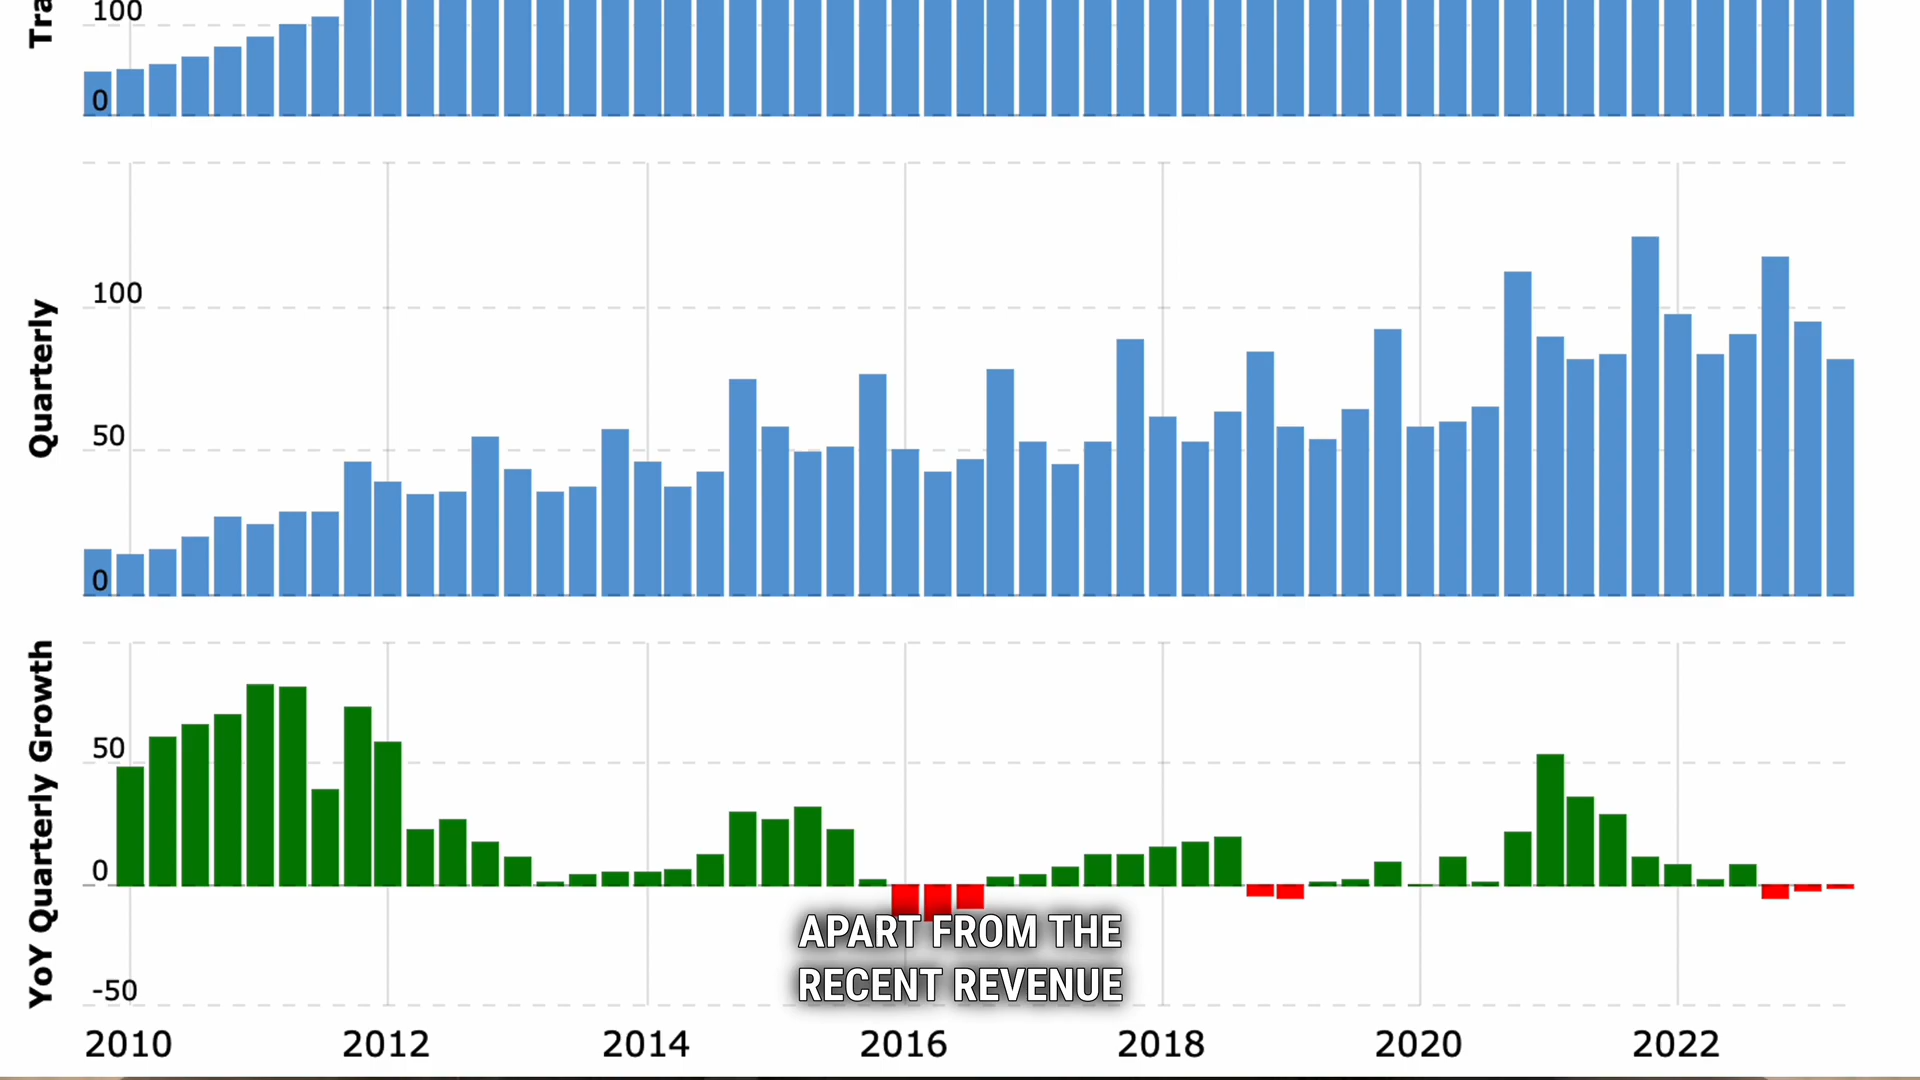 Tra
100
0
Quarterly
100
50
0
YoY Quarterly Growth
50
0
-50
2010 2012 2014 2016 2018 2020 2022
APART FROM THE
RECENT REVENUE